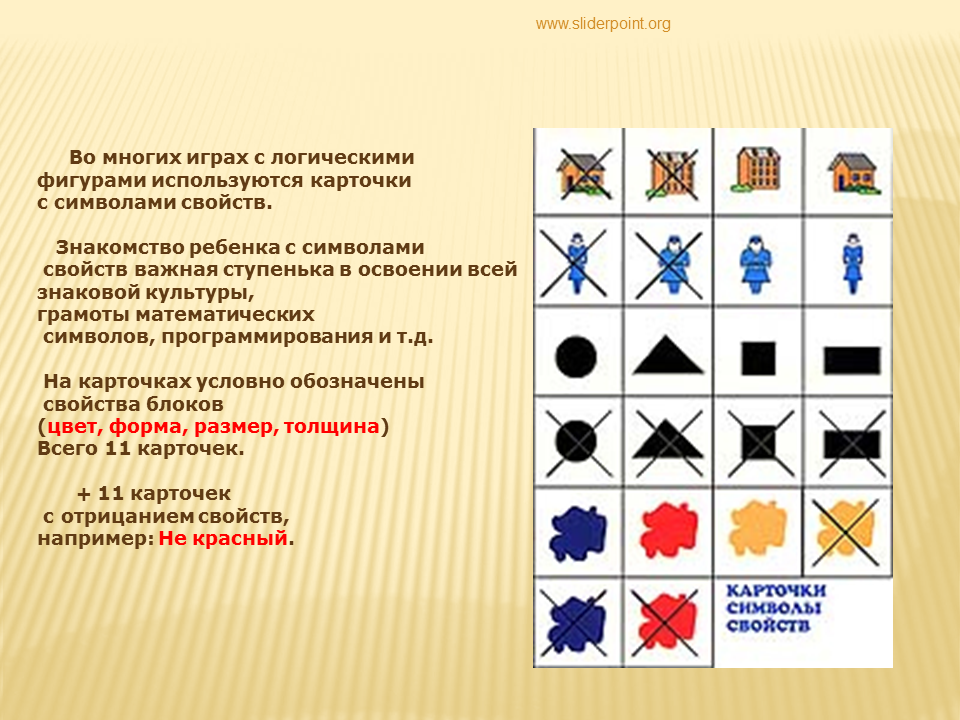 www.sliderpoint.org
Во многих играх с логическими
фигурами используются карточки
с символами свойств.
Знакомство ребенка с символами
свойств важная ступенька в освоении всей
знаковой культуры,
грамоты математических
символов, программирования и т.д.
На карточках условно обозначены
свойства блоков
(цвет, форма, размер, толщина)
Всего 11 карточек.
+ 11 карточек
с отрицанием свойств,
например: Не красный.
КАРТОЧКИ
СИМВОЛЫ
СВОЙСТВ